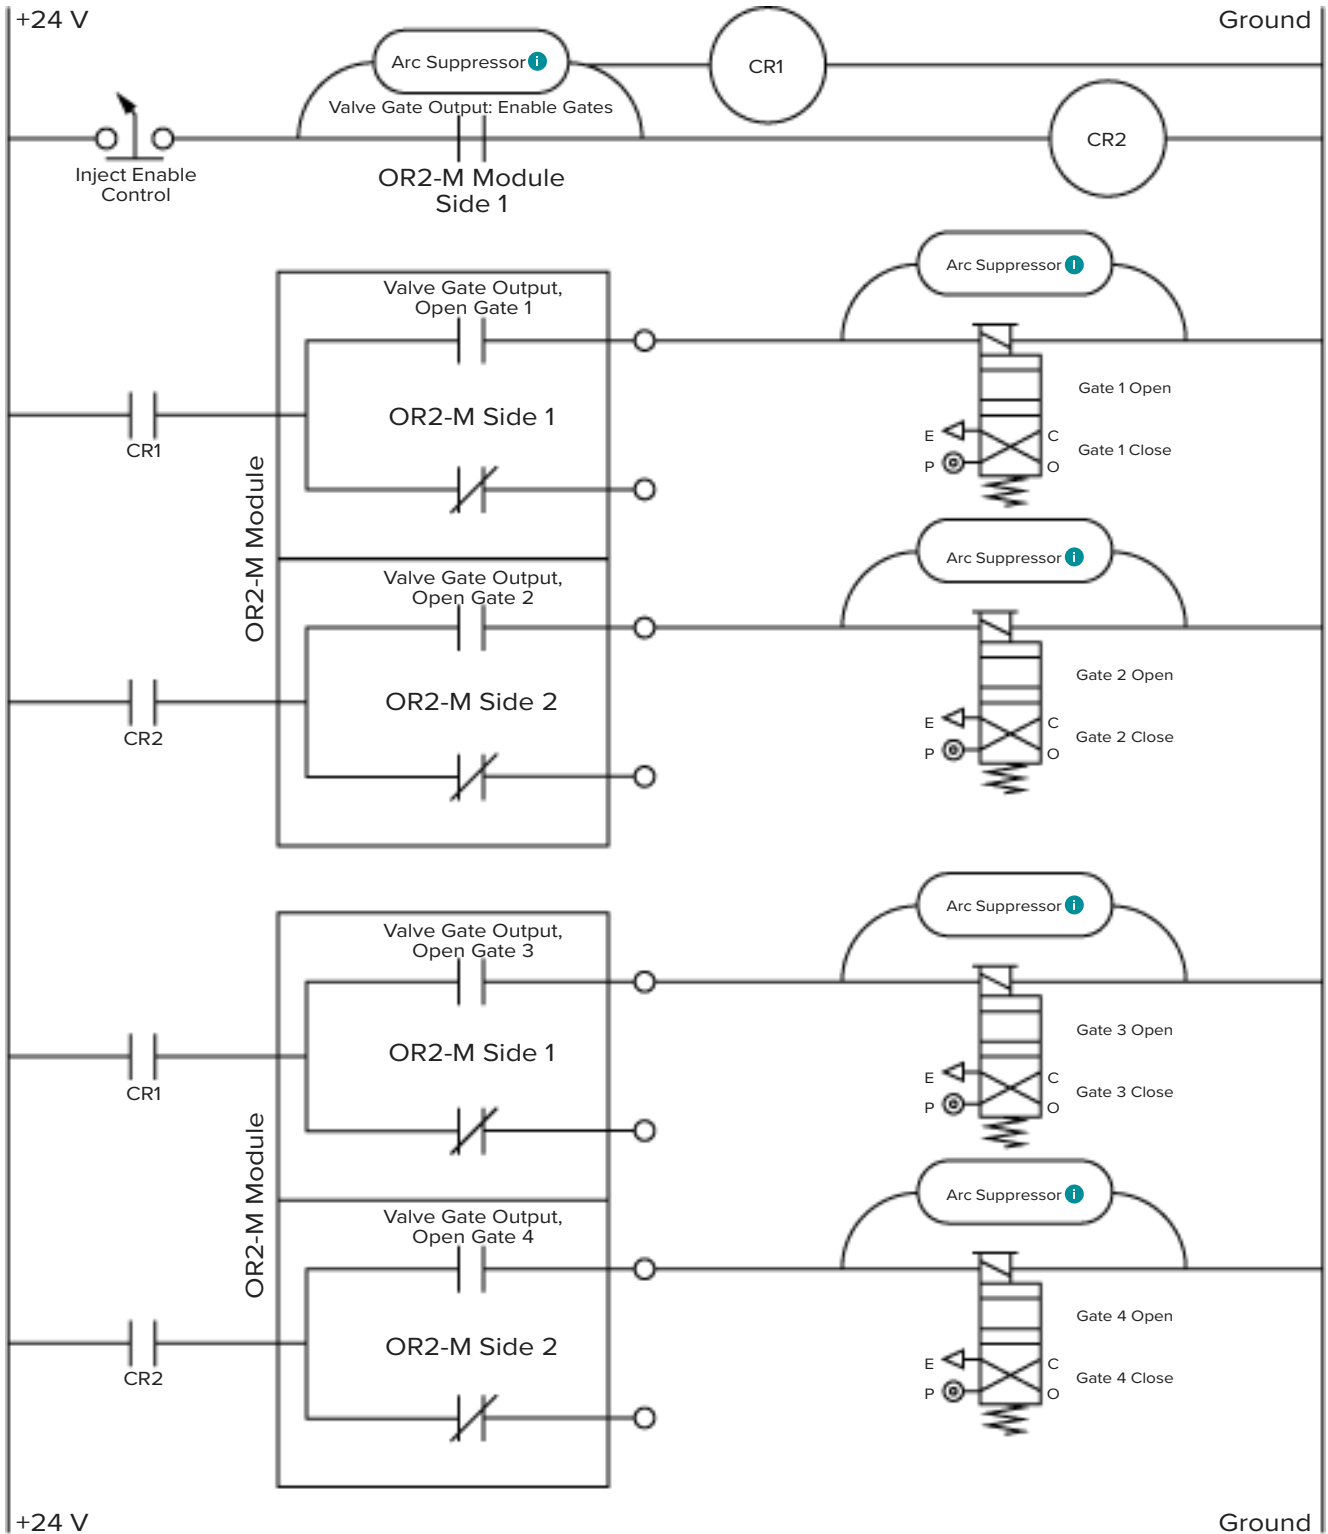 +24 V
Ground
Arc Suppressor i
CR1
Valve Gate Output: Enable Gates
CR2
Inject Enable
Control
OR2-M Module
Side 1
Arc Suppressor I
Valve Gate Output,
Open Gate 1
Gate 1 Open
OR2-M Side 1
CR1
E
C
Gate 1 Close
P
O
OR2-M Module
Arc Suppressor i
Valve Gate Output,
Open Gate 2
Gate 2 Open
OR2-M Side 2
CR2
E
C
Gate 2 Close
P
O
Arc Suppressor i
Valve Gate Output,
Open Gate 3
Gate 3 Open
OR2-M Side 1
CR1
E
C
Gate 3 Close
P
O
OR2-M Module
Arc Suppressor i
Valve Gate Output,
Open Gate 4
Gate 4 Open
OR2-M Side 2
CR2
E
C
Gate 4 Close
P
O
+24 V
Ground